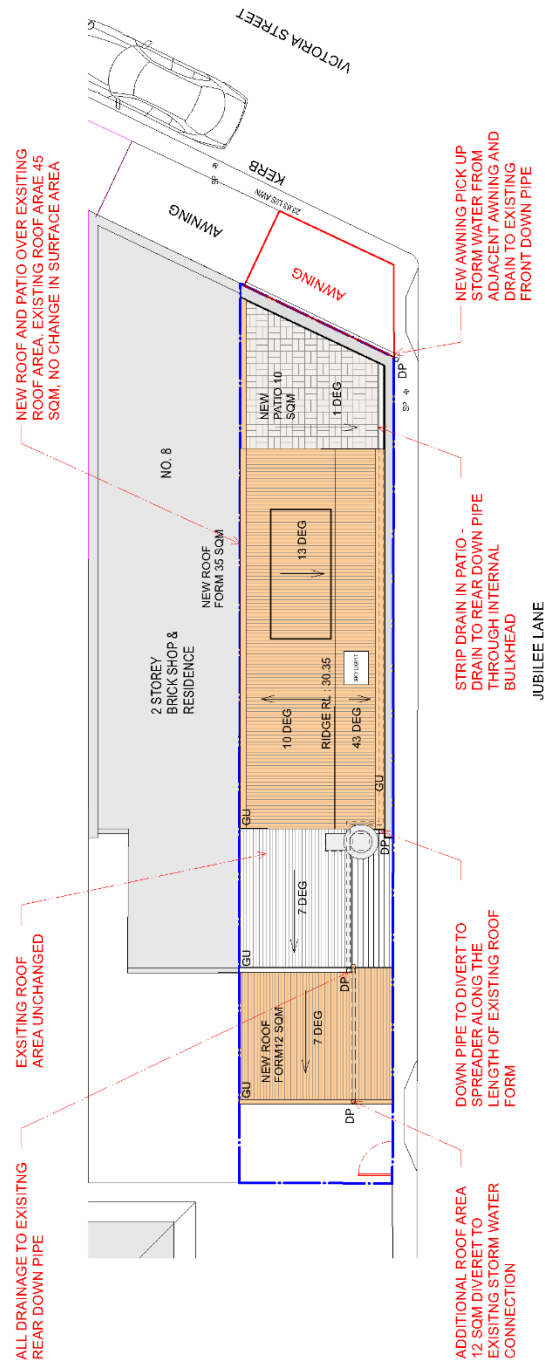 ALL DRAINAGE TO EXISITNG
REAR DOWN PIPE
EXSITING ROOF
AREA UNCHANGED
NEW ROOF AND PATIO OVER EXSITING
ROOF AREA. EXISTING ROOF ARAE 45
SQM, NO CHANGE IN SURFACE AREA
VICTORIA STREET
KERB
AWNING
AWNING
NO. 8
2 STOREY
BRICK SHOP &
RESIDENCE
NEW ROOF
FORM 35 SQM
NEW
PATIO 10
SQM
1 DEG
13 DEG
10 DEG
RIDGE RL : 30.35
43 DEG
SKYLIGHT
GU
GU
GU
GU
7 DEG
NEW ROOF
FORM12 SQM
7 DEG
DP
DP
DP
DP
SP
ADDITIONAL ROOF AREA
12 SQM DIVERET TO
EXISITNG STORM WATER
CONNECTION
DOWN PIPE TO DIVERT TO
SPREADER ALONG THE
LENGTH OF EXISTING ROOF
FORM
STRIP DRAIN IN PATIO -
DRAIN TO REAR DOWN PIPE
THROUGH INTERNAL
BULKHEAD
NEW AWNING PICK UP
STORM WATER FROM
ADJACENT AWNING AND
DRAIN TO EXISTING
FRONT DOWN PIPE
JUBILEE LANE